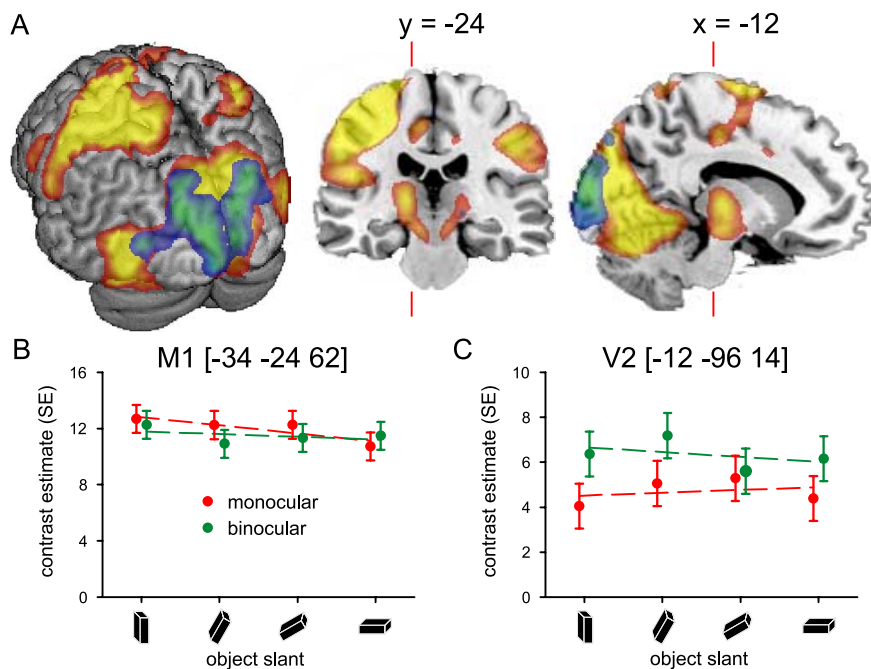 A
y = -24
x = -12
B
M1 [-34 -24 62]
contrast estimate (SE)
16
12
8
4
0
monocular
binocular
object slant
C
V2 [-12 -96 14]
contrast estimate (SE)
10
8
6
4
2
0
object slant